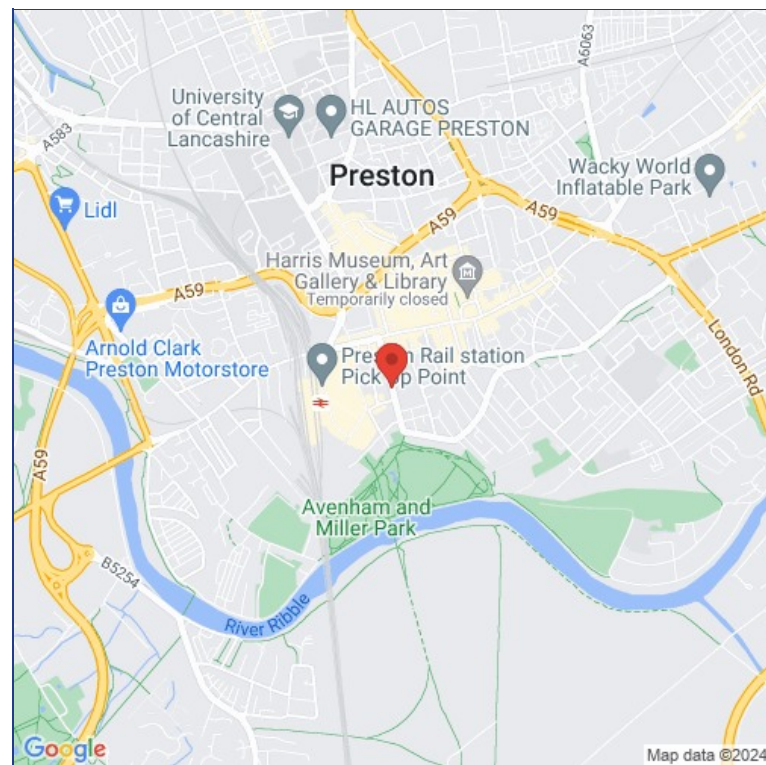 A6063
University
of Central
Lancashire
HL AUTOS
GARAGE PRESTON
A583
Preston
Wacky World
Inflatable Park
Lidl
A59
A59
Harris Museum, Art
Gallery & Library
Temporarily closed
A59
Arnold Clark
Preston Motorstore
Preston Rail station
Pick Up Point
London Rd
A59
Avenham and
Miller Park
B5254
River Ribble
Google
Map data ©2024